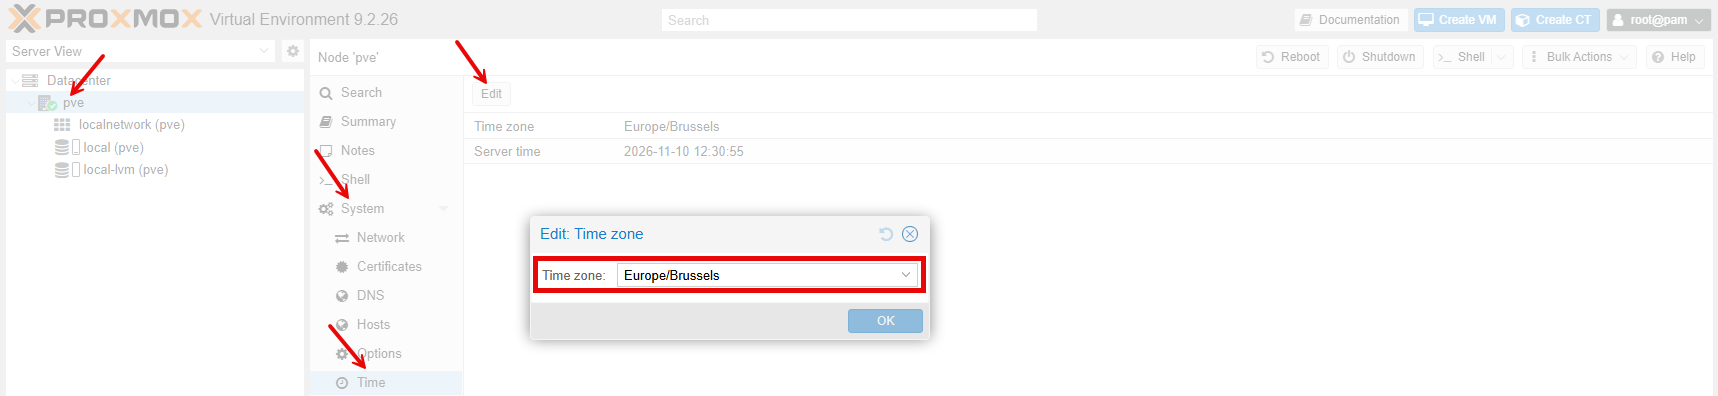 PROXMOX Virtual Environment 9.2.26 Search Documentation Create VM Create CT root@pam
Server View
Datacenter
pve
localnetwork (pve)
local (pve)
local-lvm (pve)
Node 'pve' Reboot Shutdown >_ Shell Bulk Actions Help
Search
Summary
Notes
>_ Shell
System
Network
Certificates
DNS
Hosts
Options
Time
Edit
Time zone Europe/Brussels
Server time 2026-11-10 12:30:55
Edit: Time zone
Time zone: Europe/Brussels
OK